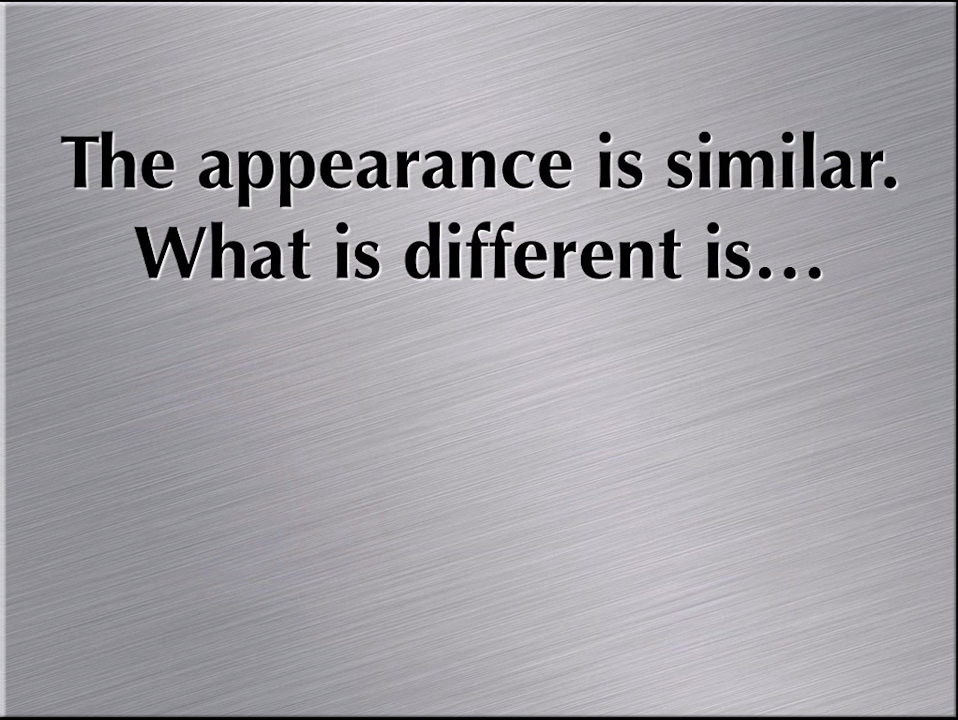 The appearance is similar.
What is different is…